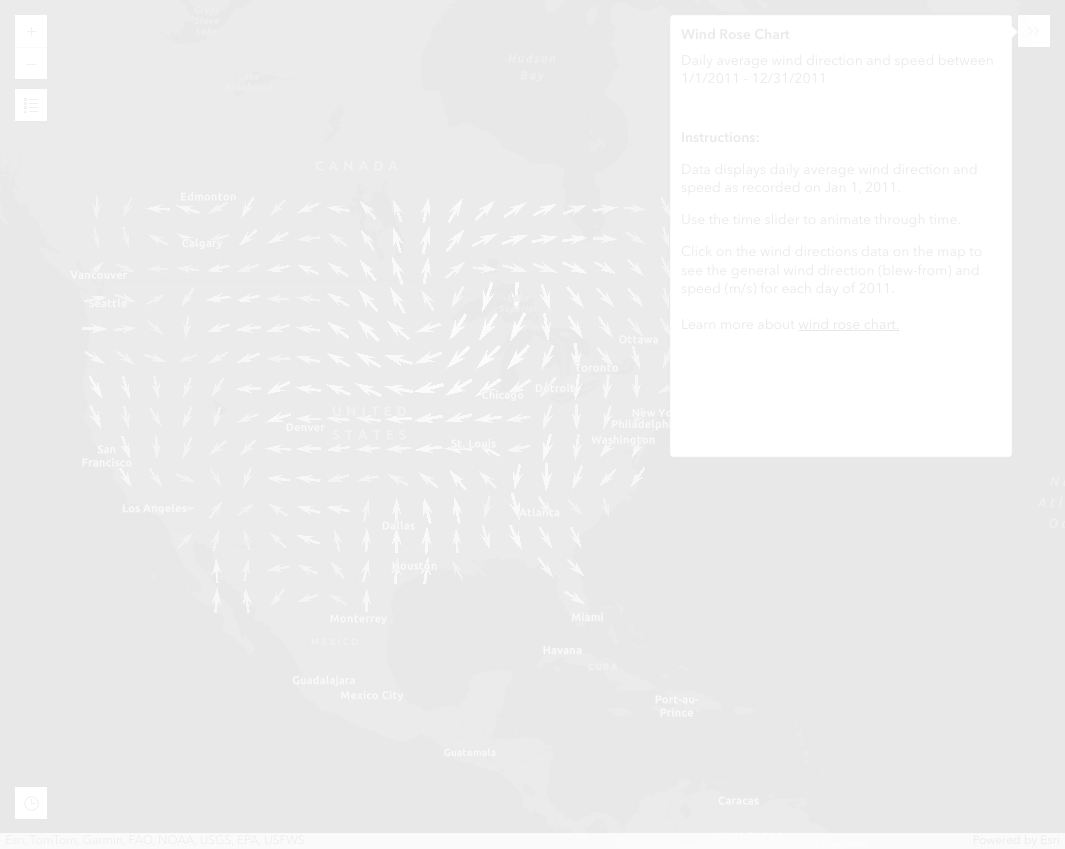 Wind Rose Chart
Daily average wind direction and speed between
1/1/2011 - 12/31/2011
Instructions:
Data displays daily average wind direction and
speed as recorded on Jan 1, 2011.
Use the time slider to animate through time.
Click on the wind directions data on the map to
see the general wind direction (blew-from) and
speed (m/s) for each day of 2011.
Learn more about wind rose chart.
Hudson
Bay
CANADA
Edmonton
Calgary
Vancouver
Seattle
Ottawa
Toronto
Detroit
Chicago
UNITED
STATES
New Yo
Philadelph
Denver
St. Louis
Washington
San
Francisco
Los Angeles
Atlanta
Dallas
Houston
Monterrey
Miami
MÉXICO
Havana
CUBA
Guadalajara
Mexico City
Port-au-
Prince
Guatemala
Caracas
Esri, TomTom, Garmin, FAO, NOAA, USGS, EPA, USFWS
Powered by Esri